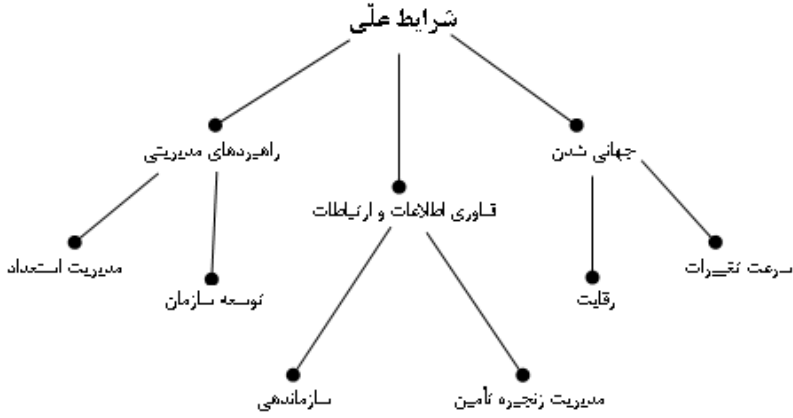 شرایط علّی
جهانی شدن
راهبردهای مدیریتی
فناوری اطلاعات و ارتباطات
سرعت تغییرات
رقابت
توسعه سازمان
مدیریت استعداد
مدیریت زنجیره تأمین
سازماندهی